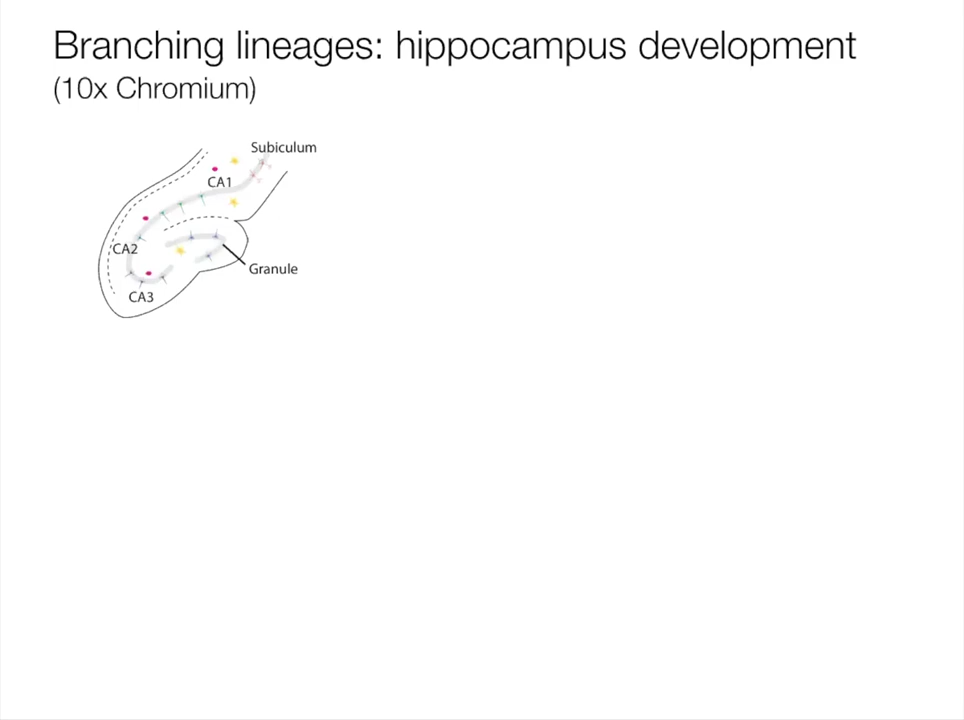 Branching lineages: hippocampus development
(10x Chromium)
Subiculum
CA1
CA2
Granule
CA3